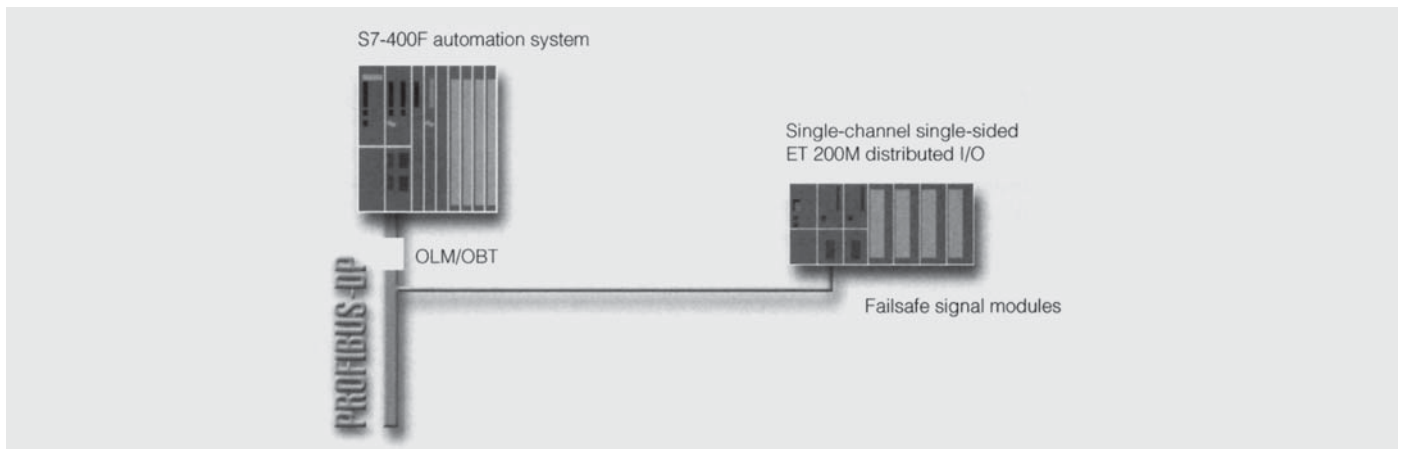 S7-400F automation system
Single-channel single-sided
ET 200M distributed I/O
OLM/OBT
PROFIBUS-DP
Failsafe signal modules